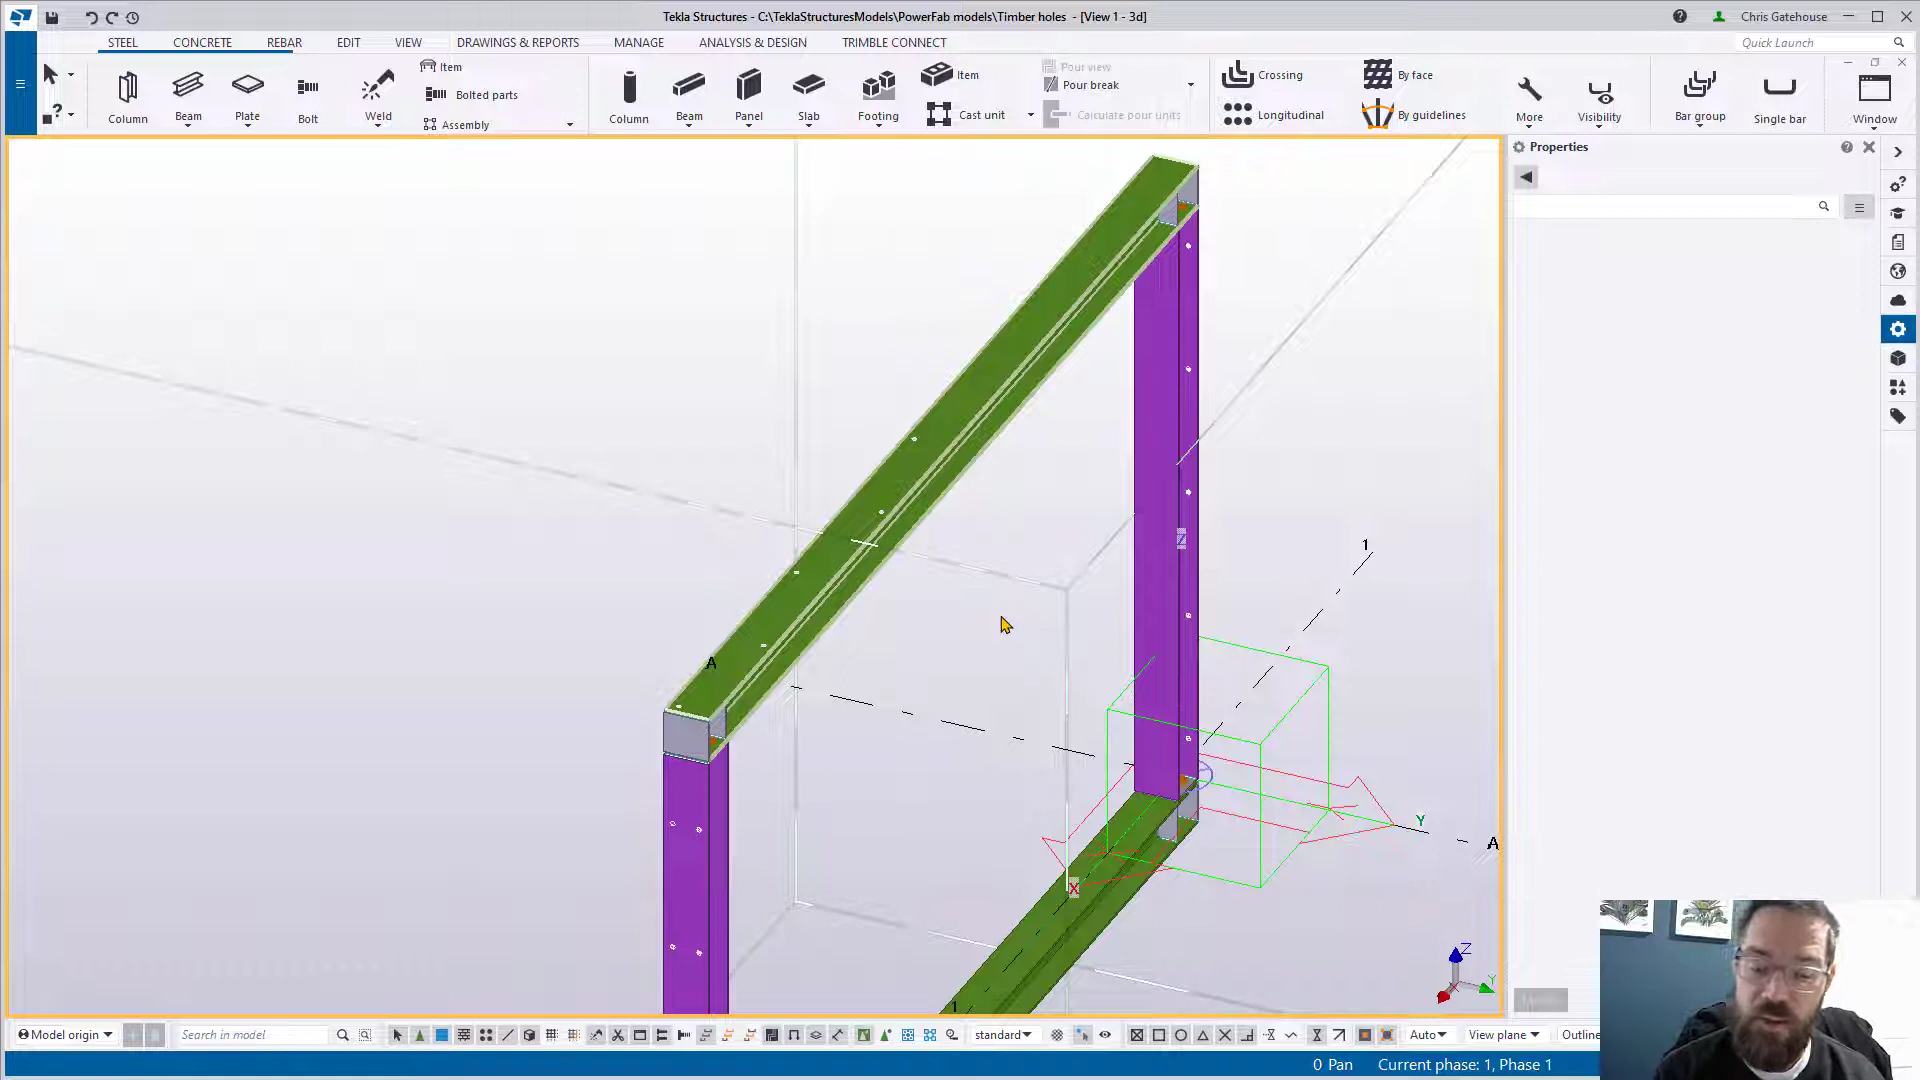 Tekla Structures - C:\TeklaStructuresModels\PowerFab models\Timber holes - [View 1 - 3d]
Chris Gatehouse
STEEL CONCRETE REBAR EDIT VIEW DRAWINGS & REPORTS MANAGE ANALYSIS & DESIGN TRIMBLE CONNECT
Quick Launch
Column Beam Plate Bolt Weld
Item
Bolted parts
Assembly
Column Beam Panel Slab Footing
Item
Cast unit
Pour view
Pour break
Calculate pour units
Crossing
Longitudinal
By face
By guidelines
More Visibility Bar group Single bar Window
Properties
1
A
Z
Y
A
X
1
Z
Y
Model origin
Search in model
standard
Auto
View plane
Outline
0 Pan
Current phase: 1, Phase 1